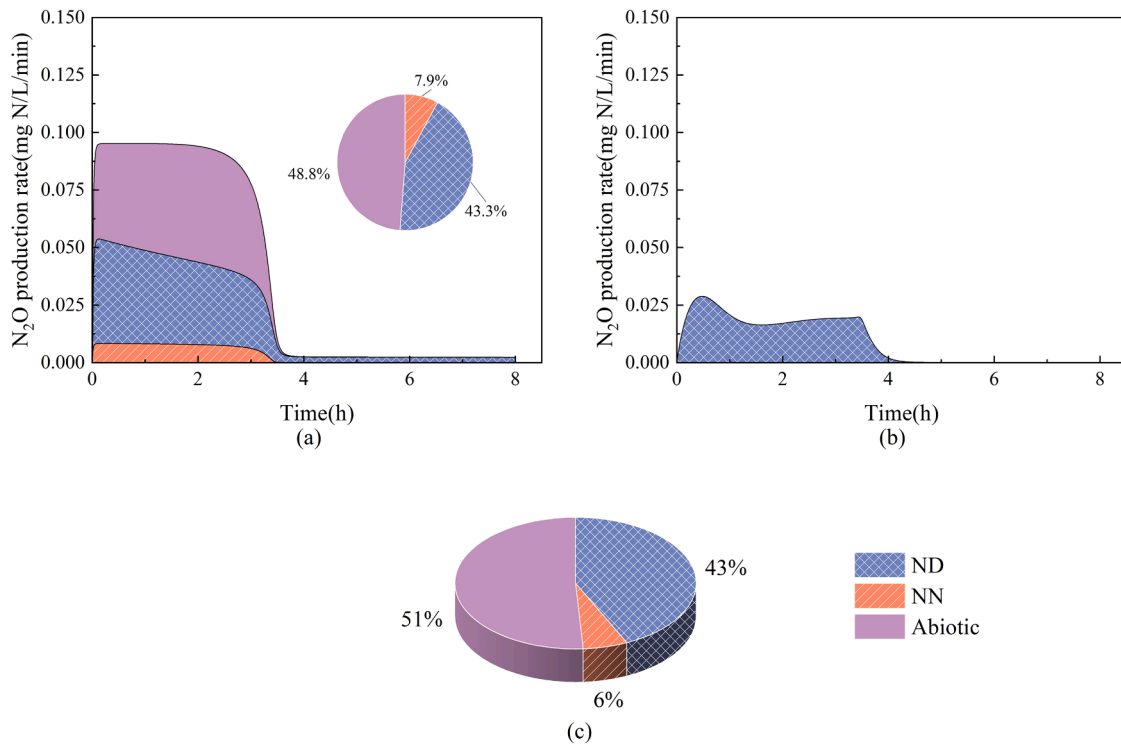 N₂O production rate(mg N/L/min)
0.150
0.125
0.100
0.075
0.050
0.025
0.000
0 2 4 6 8
Time(h)
(a)
7.9%
48.8%
43.3%
N₂O production rate(mg N/L/min)
0.150
0.125
0.100
0.075
0.050
0.025
0.000
0 2 4 6 8
Time(h)
(b)
43%
51%
6%
(c)
ND
NN
Abiotic